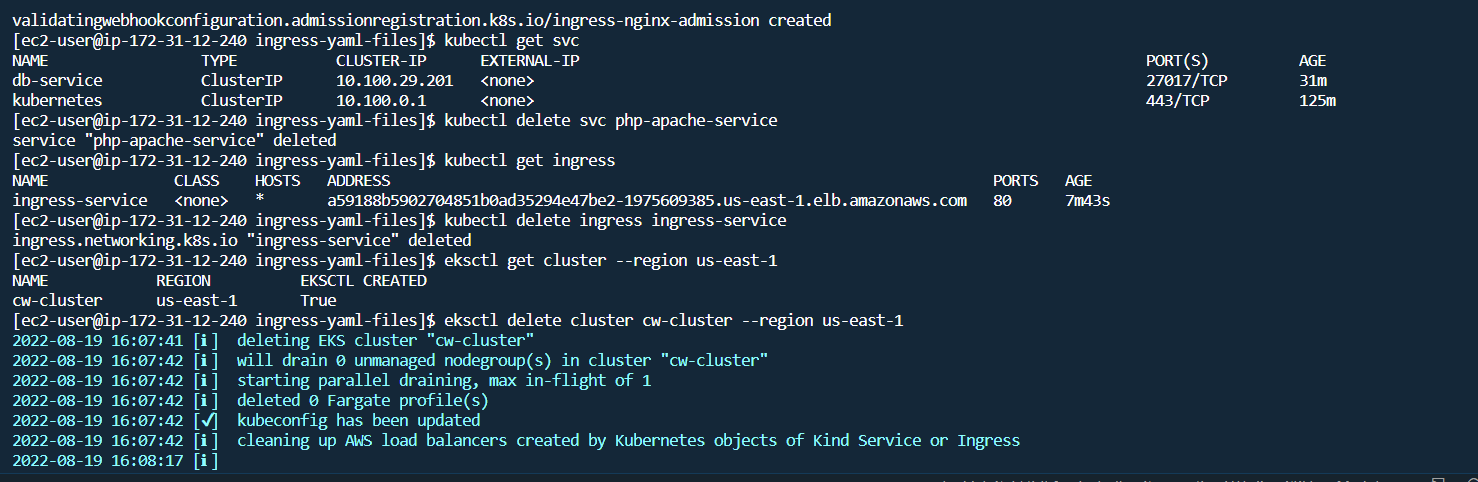 validatingwebhookconfiguration.admissionregistration.k8s.io/ingress-nginx-admission created
[ec2-user@ip-172-31-12-240 ingress-yaml-files]$ kubectl get svc
NAME TYPE CLUSTER-IP EXTERNAL-IP PORT(S) AGE
db-service ClusterIP 10.100.29.201 <none> 27017/TCP 31m
kubernetes ClusterIP 10.100.0.1 <none> 443/TCP 125m
[ec2-user@ip-172-31-12-240 ingress-yaml-files]$ kubectl delete svc php-apache-service
service "php-apache-service" deleted
[ec2-user@ip-172-31-12-240 ingress-yaml-files]$ kubectl get ingress
NAME CLASS HOSTS ADDRESS PORTS AGE
ingress-service <none> * a59188b5902704851b0ad35294e47be2-1975609385.us-east-1.elb.amazonaws.com 80 7m43s
[ec2-user@ip-172-31-12-240 ingress-yaml-files]$ kubectl delete ingress ingress-service
ingress.networking.k8s.io "ingress-service" deleted
[ec2-user@ip-172-31-12-240 ingress-yaml-files]$ eksctl get cluster --region us-east-1
NAME REGION EKSCTL CREATED
cw-cluster us-east-1 True
[ec2-user@ip-172-31-12-240 ingress-yaml-files]$ eksctl delete cluster cw-cluster --region us-east-1
2022-08-19 16:07:41 [ℹ] deleting EKS cluster "cw-cluster"
2022-08-19 16:07:42 [ℹ] will drain 0 unmanaged nodegroup(s) in cluster "cw-cluster"
2022-08-19 16:07:42 [ℹ] starting parallel draining, max in-flight of 1
2022-08-19 16:07:42 [ℹ] deleted 0 Fargate profile(s)
2022-08-19 16:07:42 [✔] kubeconfig has been updated
2022-08-19 16:07:42 [ℹ] cleaning up AWS load balancers created by Kubernetes objects of Kind Service or Ingress
2022-08-19 16:08:17 [ℹ]